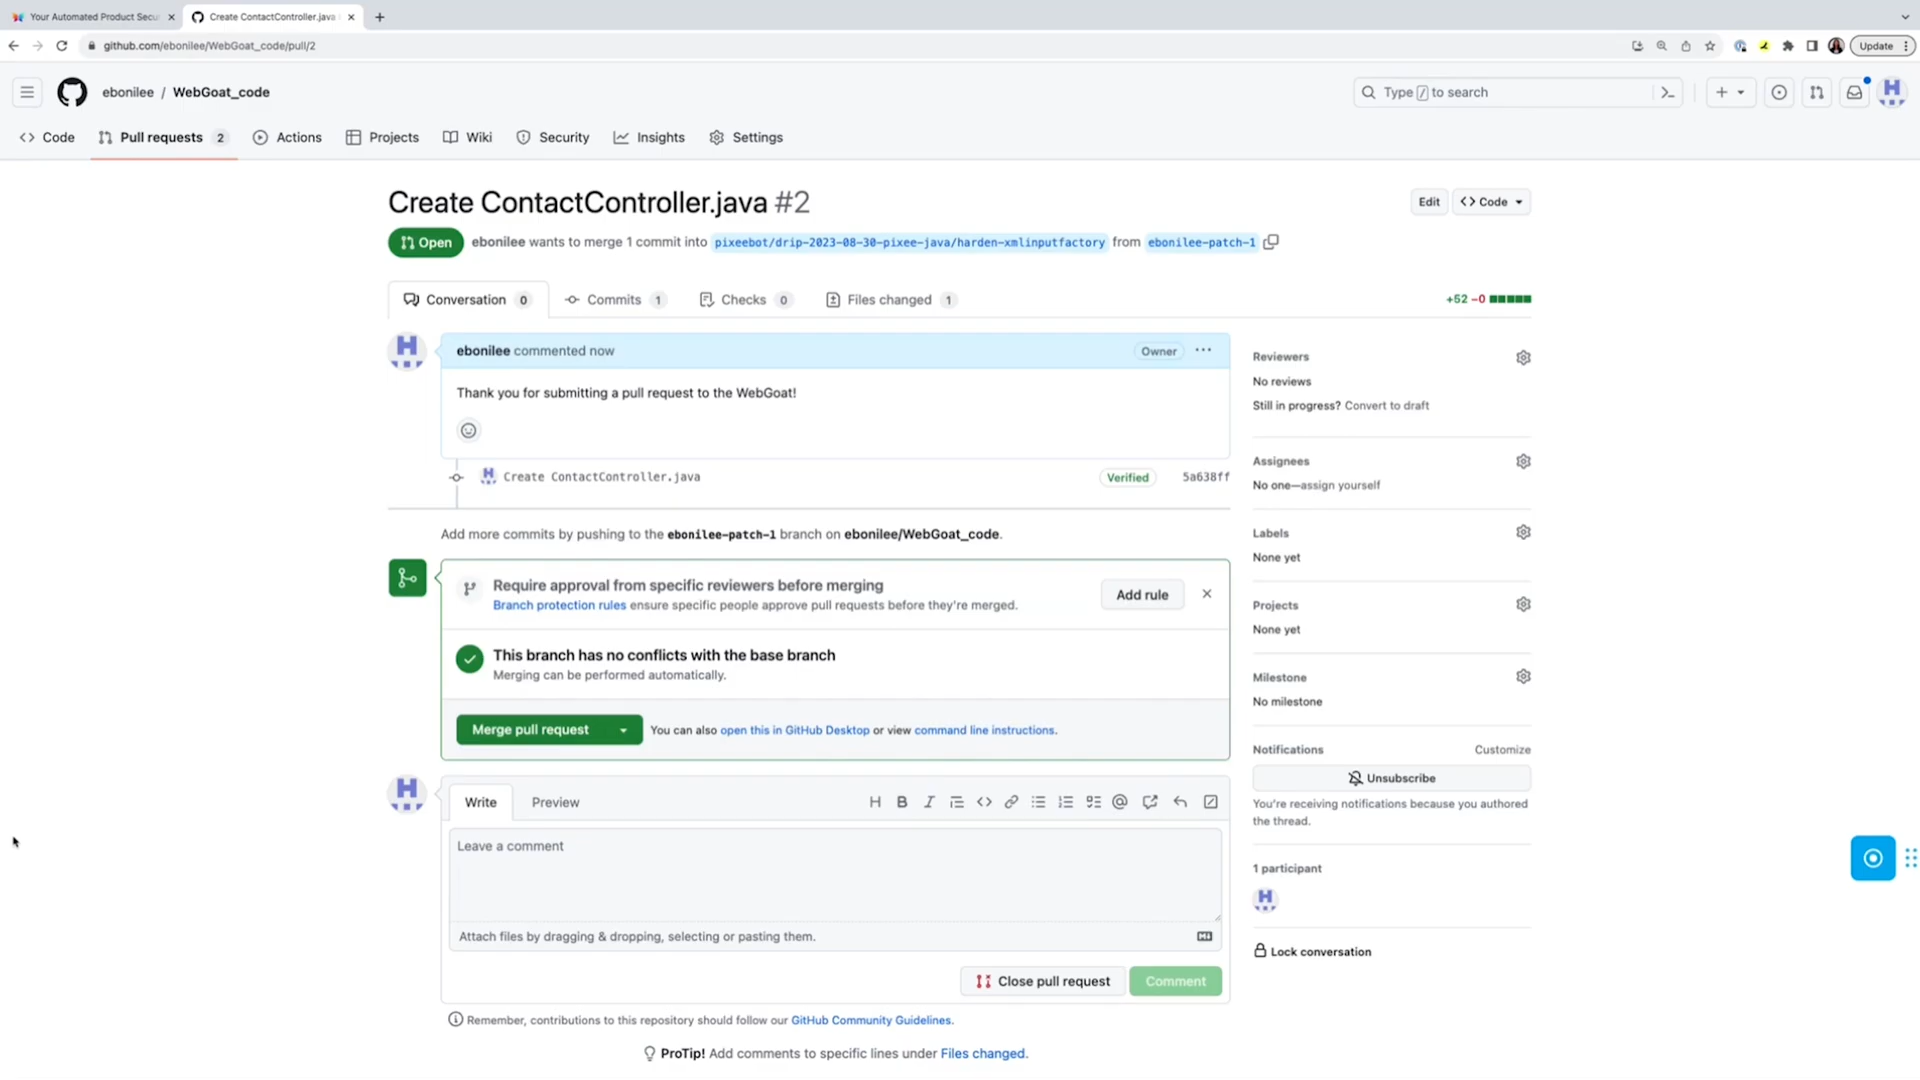 Your Automated Product Secu
Create ContactController.java
github.com/ebonilee/WebGoat_code/pull/2
Update
ebonilee / WebGoat_code
Type / to search
Code
Pull requests 2
Actions
Projects
Wiki
Security
Insights
Settings
Create ContactController.java #2
Edit
Code
Open
ebonilee wants to merge 1 commit into pixeebot/drip-2023-08-30-pixee-java/harden-xmlinputfactory from ebonilee-patch-1
Conversation 0
Commits 1
Checks 0
Files changed 1
+52 −0
ebonilee commented now
Owner
Thank you for submitting a pull request to the WebGoat!
Create ContactController.java
Verified
5a638ff
Add more commits by pushing to the ebonilee-patch-1 branch on ebonilee/WebGoat_code.
Require approval from specific reviewers before merging
Branch protection rules ensure specific people approve pull requests before they're merged.
Add rule
This branch has no conflicts with the base branch
Merging can be performed automatically.
Merge pull request
You can also open this in GitHub Desktop or view command line instructions.
Write
Preview
Leave a comment
Attach files by dragging & dropping, selecting or pasting them.
Close pull request
Comment
Remember, contributions to this repository should follow our GitHub Community Guidelines.
ProTip! Add comments to specific lines under Files changed.
Reviewers
No reviews
Still in progress? Convert to draft
Assignees
No one—assign yourself
Labels
None yet
Projects
None yet
Milestone
No milestone
Notifications
Customize
Unsubscribe
You're receiving notifications because you authored
the thread.
1 participant
Lock conversation